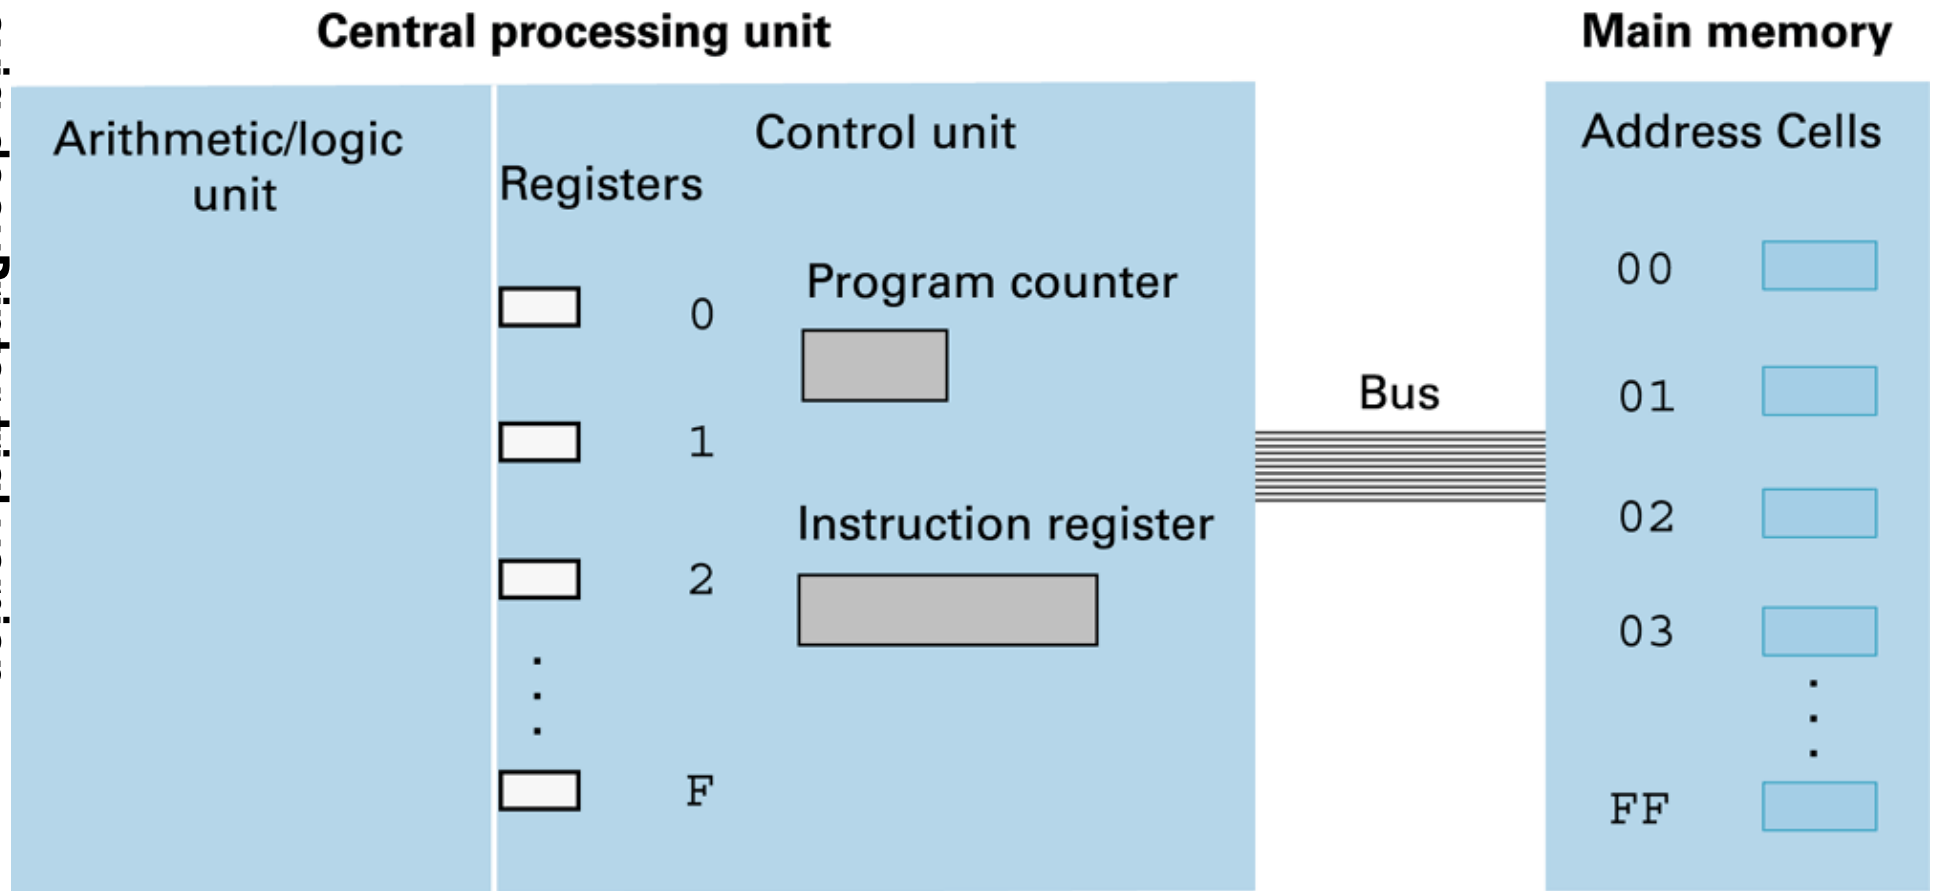 Central processing unit
Main memory
Arithmetic/logic
unit
Control unit
Registers
0
1
2
F
Program counter
Instruction register
Bus
Address Cells
00
01
02
03
FF